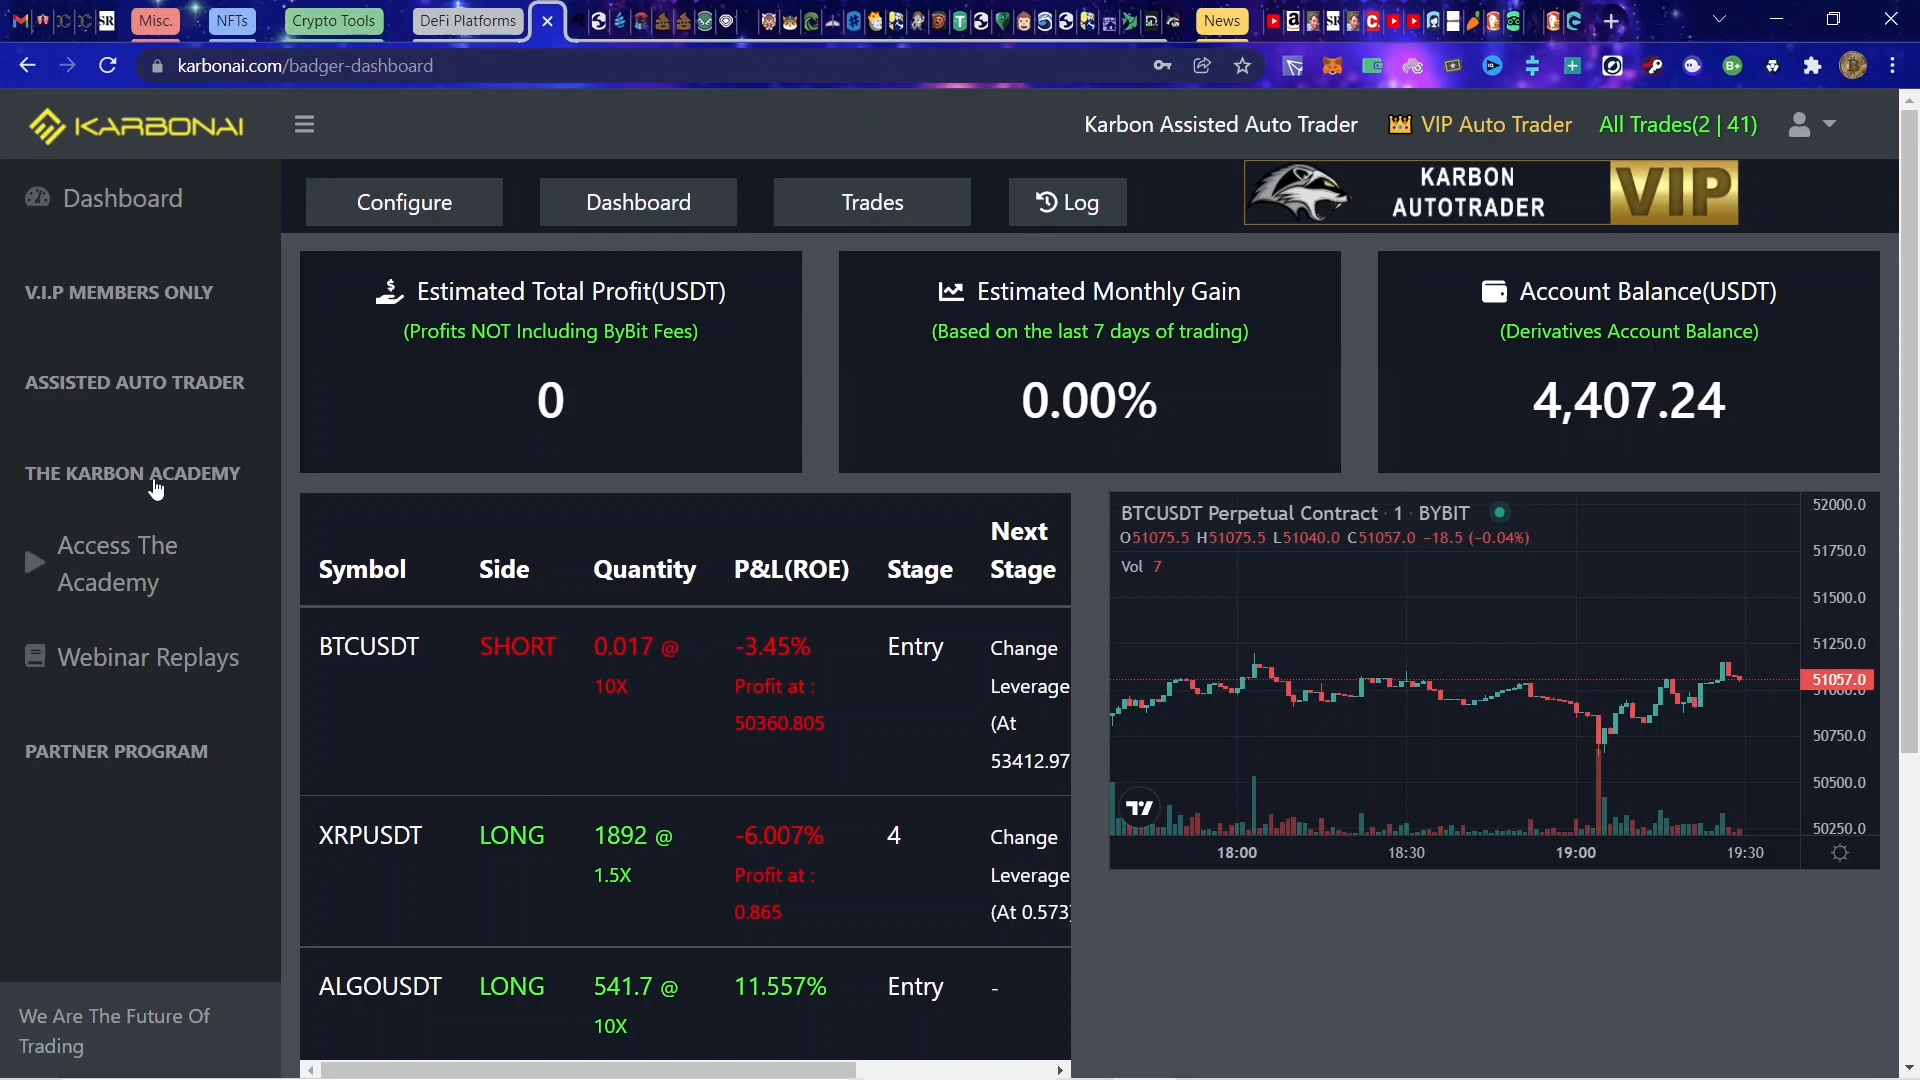 Misc.
NFTs
Crypto Tools
DeFi Platforms
News
karbonai.com/badger-dashboard
KARBONAI
Karbon Assisted Auto Trader
VIP Auto Trader
All Trades(2 | 41)
Dashboard
V.I.P MEMBERS ONLY
ASSISTED AUTO TRADER
THE KARBON ACADEMY
Access The
Academy
Webinar Replays
PARTNER PROGRAM
We Are The Future Of
Trading
Configure
Dashboard
Trades
Log
KARBON
AUTOTRADER
VIP
Estimated Total Profit(USDT)
(Profits NOT Including ByBit Fees)
0
Estimated Monthly Gain
(Based on the last 7 days of trading)
0.00%
Account Balance(USDT)
(Derivatives Account Balance)
4,407.24
Symbol Side Quantity P&L(ROE) Stage Next
Stage
BTCUSDT SHORT 0.017 @ -3.45% Entry Change
10X Profit at : Leverage
50360.805 (At
53412.97
XRPUSDT LONG 1892 @ -6.007% 4 Change
1.5X Profit at : Leverage
0.865 (At 0.573)
ALGOUSDT LONG 541.7 @ 11.557% Entry -
10X
BTCUSDT Perpetual Contract · 1 · BYBIT
O51075.5 H51075.5 L51040.0 C51057.0 -18.5 (-0.04%)
Vol 7
52000.0
51750.0
51500.0
51250.0
51057.0
51000.0
50750.0
50500.0
50250.0
18:00 18:30 19:00 19:30